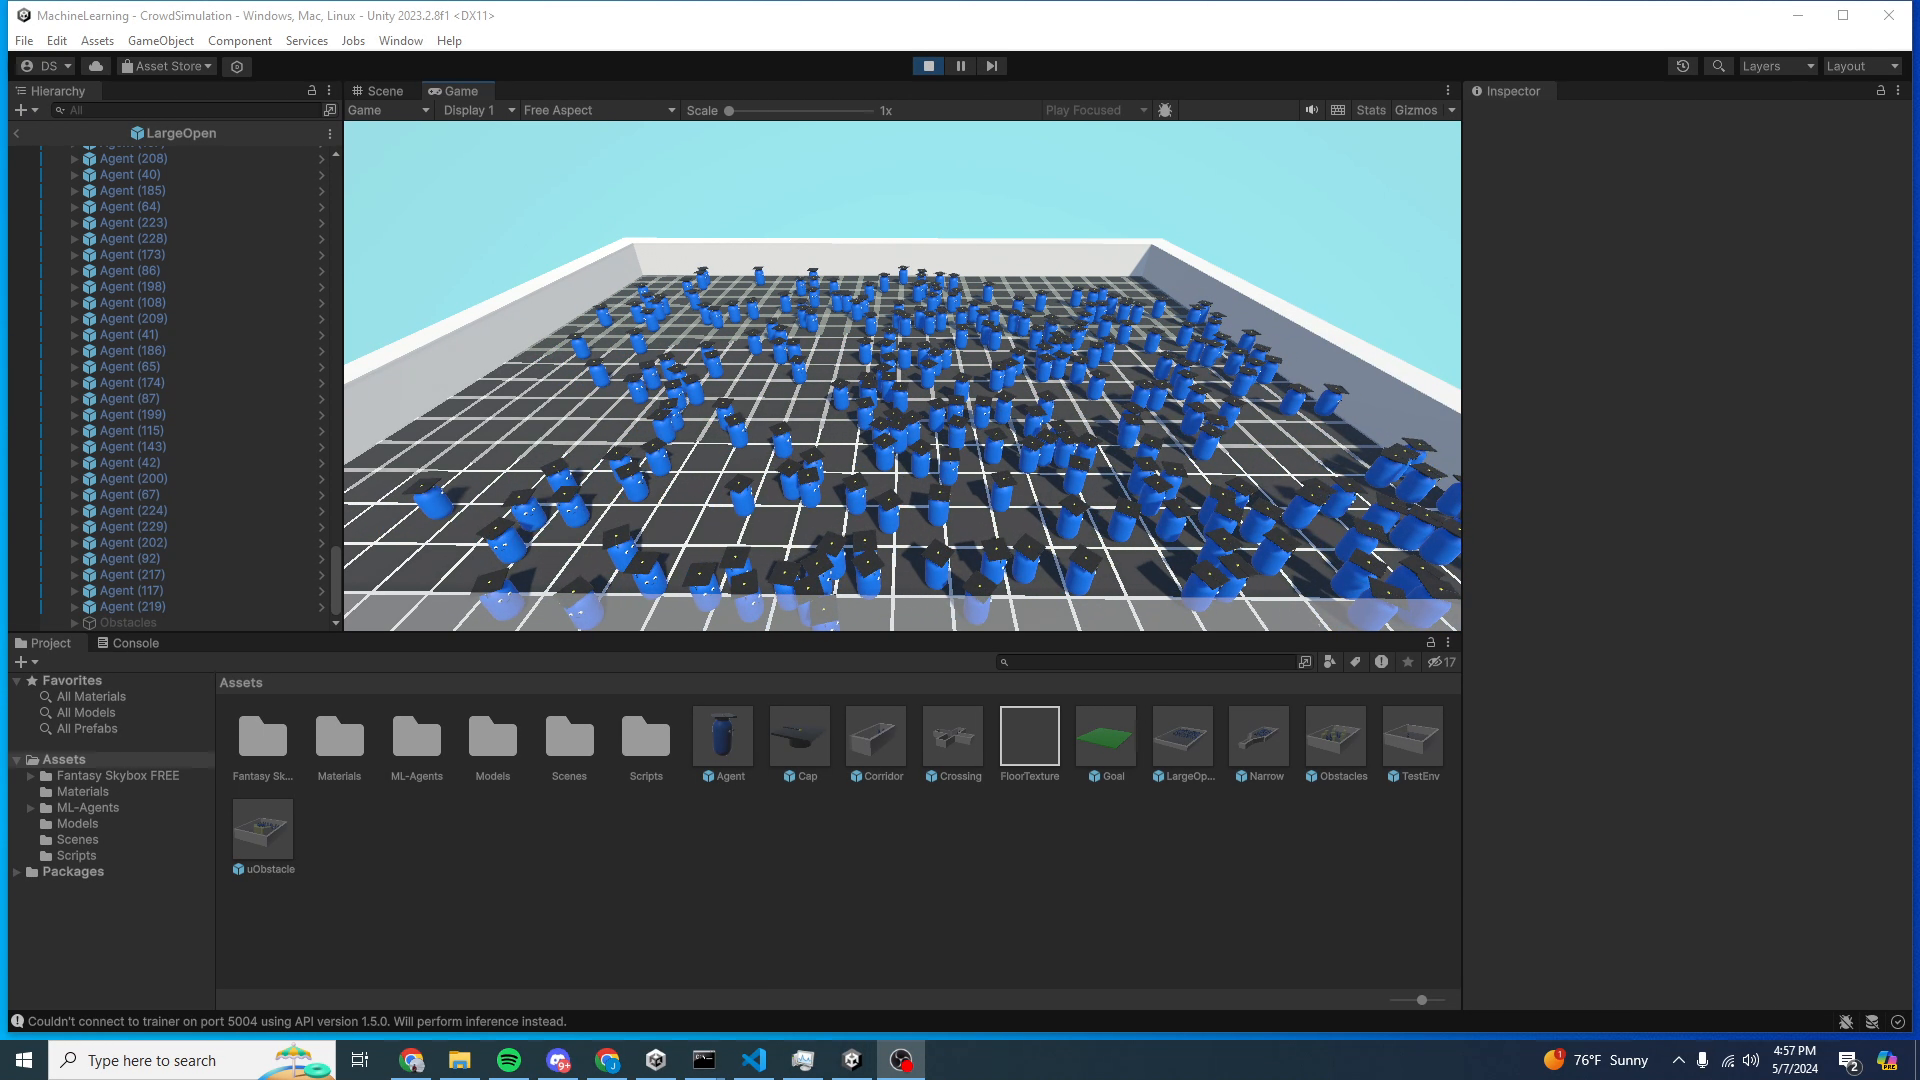 MachineLearning - CrowdSimulation - Windows, Mac, Linux - Unity 2023.2.8f1 <DX11>
File Edit Assets GameObject Component Services Jobs Window Help
DS Asset Store Layers Layout
Hierarchy Scene Game Inspector
All Game Display 1 Free Aspect Scale 1x Play Focused Stats Gizmos
LargeOpen
Agent (208)
Agent (40)
Agent (185)
Agent (64)
Agent (223)
Agent (228)
Agent (173)
Agent (86)
Agent (198)
Agent (108)
Agent (209)
Agent (41)
Agent (186)
Agent (65)
Agent (174)
Agent (87)
Agent (199)
Agent (115)
Agent (143)
Agent (42)
Agent (200)
Agent (67)
Agent (224)
Agent (229)
Agent (202)
Agent (92)
Agent (217)
Agent (117)
Agent (219)
Obstacles
Project Console
17
Favorites
All Materials
All Models
All Prefabs
Assets
Fantasy Skybox FREE
Materials
ML-Agents
Models
Scenes
Scripts
Packages
Assets
Fantasy Sk... Materials ML-Agents Models Scenes Scripts Agent Cap Corridor Crossing FloorTexture Goal LargeOp... Narrow Obstacles TestEnv
uObstacle
Couldn't connect to trainer on port 5004 using API version 1.5.0. Will perform inference instead.
Type here to search
9+
1
76°F Sunny
4:57 PM
5/7/2024
2
PRE